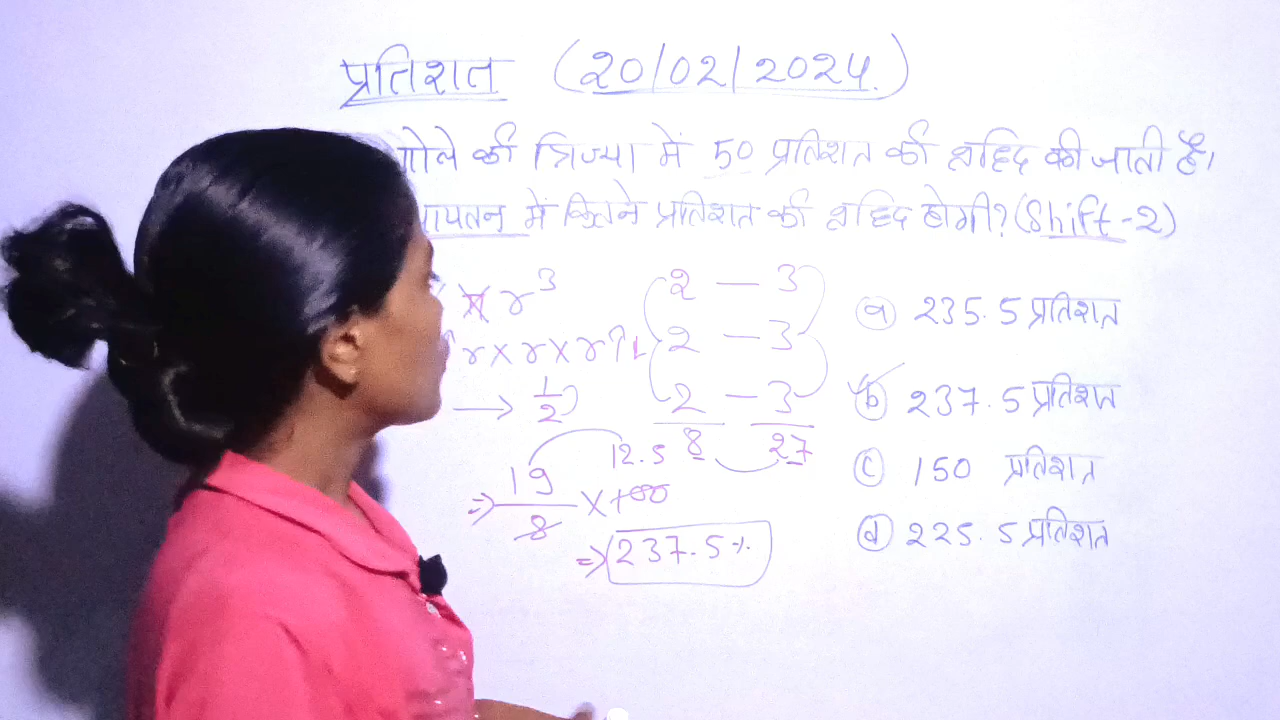 प्रतिशत (20/02/2024)
गोले की त्रिज्या में 50 प्रतिशत की वृद्धि की जाती है।
में कितने प्रतिशत की वृद्धि होगी? (Shift-2)
π r³
r×r×r
→ 1/2
2 — 3
2 — 3
2 — 3
8 27
12.5
⇒ 19/8 × 100
⇒ 237.5%
(a) 235.5 प्रतिशत
(b) 237.5 प्रतिशत
(c) 150 प्रतिशत
(d) 225.5 प्रतिशत